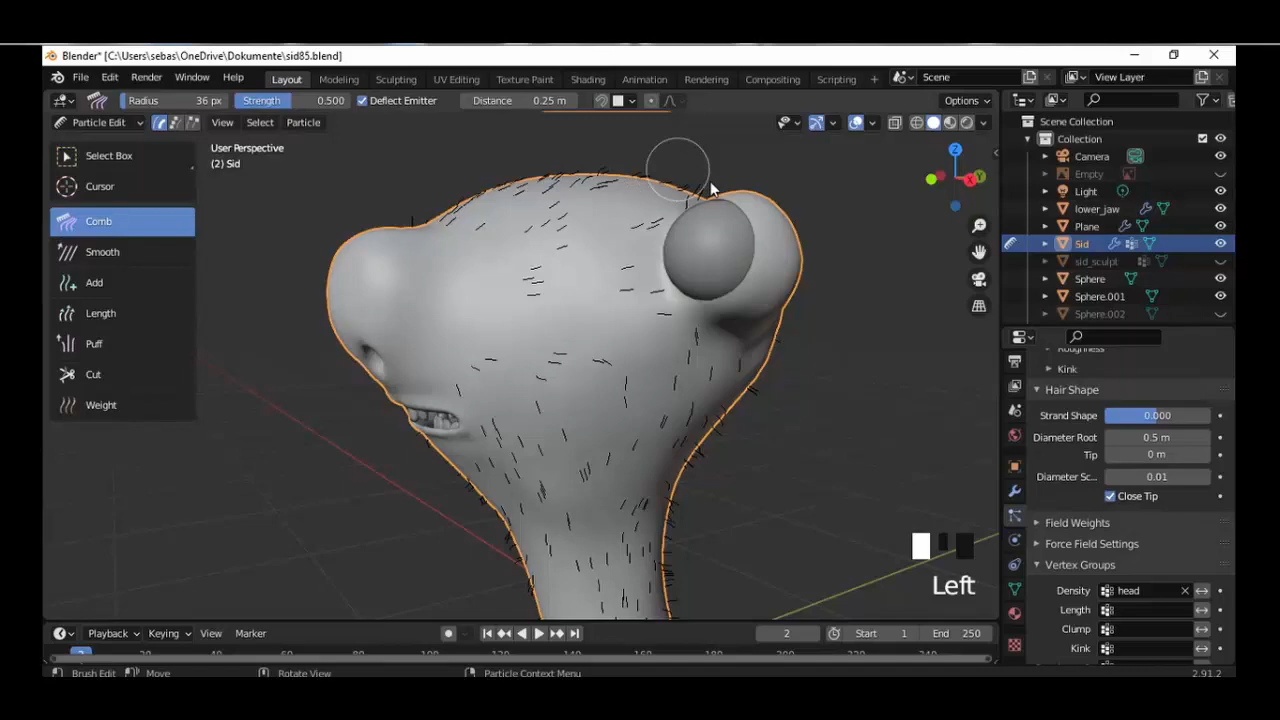 Blender* [C:\Users\sebas\OneDrive\Dokumente\sid85.blend]
File Edit Render Window Help Layout Modeling Sculpting UV Editing Texture Paint Shading Animation Rendering Compositing Scripting + Scene View Layer
Radius 36 px Strength 0.500 Deflect Emitter Distance 0.25 m Options
Particle Edit View Select Particle
Select Box
Cursor
Comb
Smooth
Add
Length
Puff
Cut
Weight
User Perspective
(2) Sid
Z
X
Y
Left
Scene Collection
Collection
Camera
Empty
Light
lower_jaw
Plane
Sid
sid_sculpt
Sphere
Sphere.001
Sphere.002
Roughness
Kink
Hair Shape
Strand Shape 0.000
Diameter Root 0.5 m
Tip 0 m
Diameter Sc... 0.01
Close Tip
Field Weights
Force Field Settings
Vertex Groups
Density head
Length
Clump
Kink
Playback Keying View Marker 2 Start 1 End 250
Brush Edit Move Rotate View Particle Context Menu 2.91.2